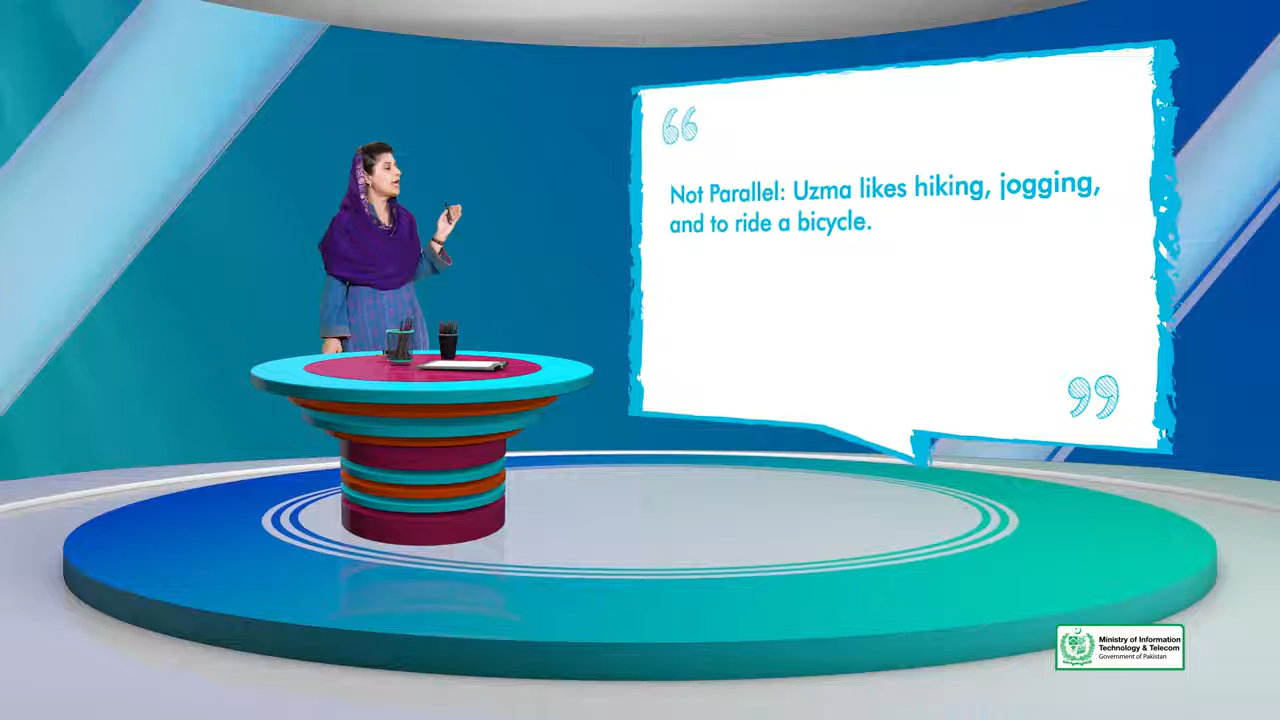 Not Parallel: Uzma likes hiking, jogging,
and to ride a bicycle.
Ministry of Information
Technology & Telecom
Government of Pakistan